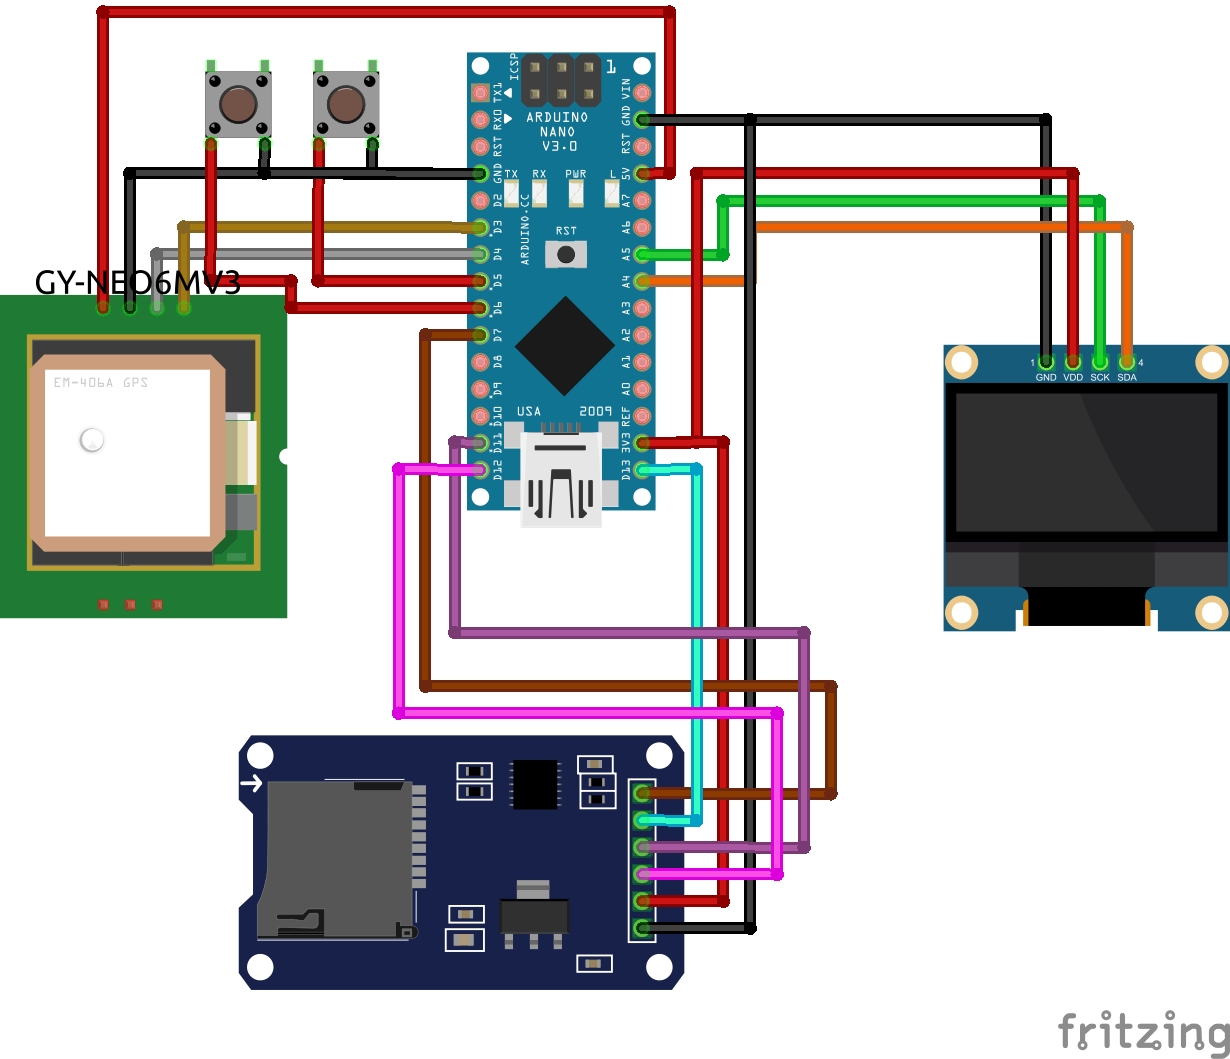 ICSP
1
TX1
RX0
RST
GND
D2
D3
D4
D5
D6
D7
D8
D9
D10
D11
D12
VIN
GND
RST
5V
A7
A6
A5
A4
A3
A2
A1
A0
REF
3V3
D13
ARDUINO
NANO
V3.0
TX RX PWR L
ARDUINO.CC
RST
USA 2009
GY-NEO6MV3
EM-406A GPS
1 4
GND VDD SCK SDA
fritzing